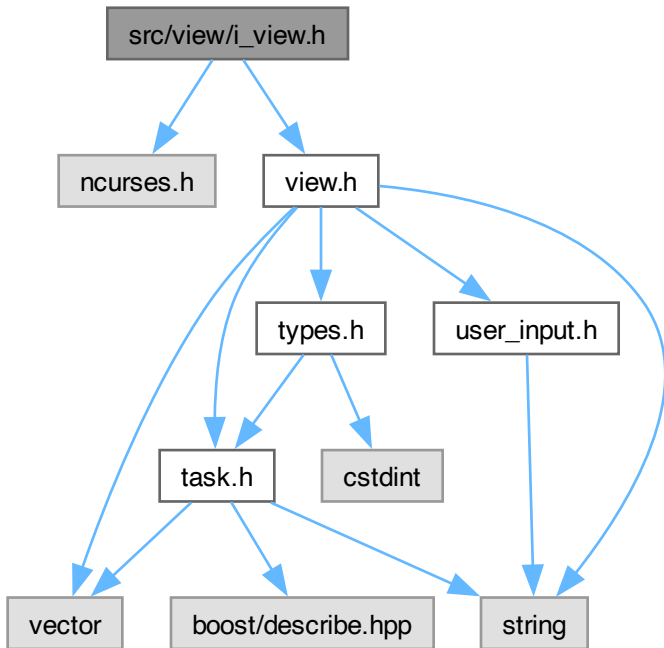 src/view/i_view.h
ncurses.h
view.h
types.h
user_input.h
task.h
cstdint
vector
boost/describe.hpp
string